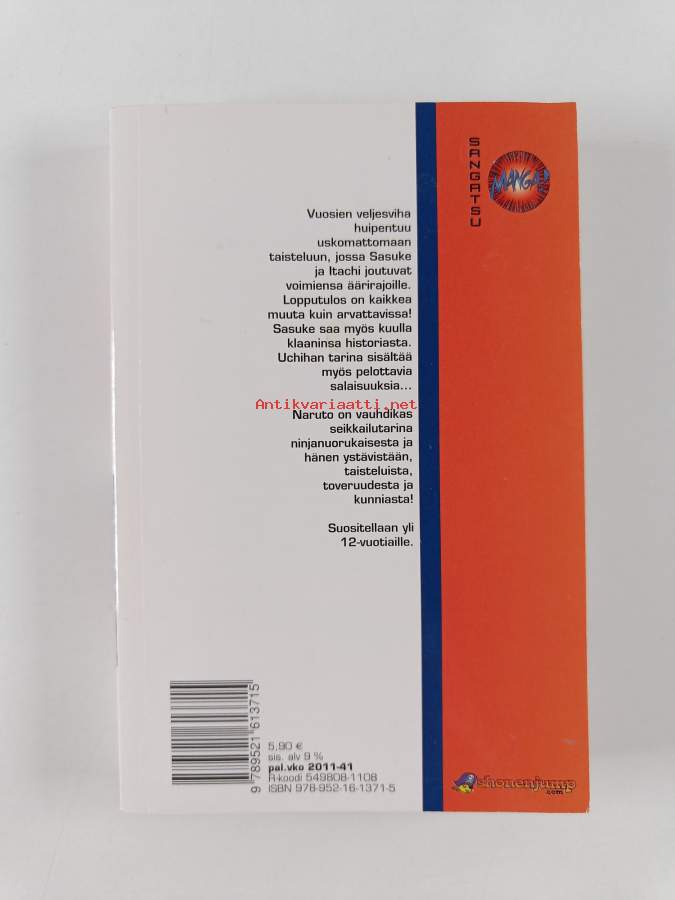 SANGATSU
MANGA!
Vuosien veljesviha
huipentuu
uskomattomaan
taisteluun, jossa Sasuke
ja Itachi joutuvat
voimiensa äärirajoille.
Lopputulos on kaikkea
muuta kuin arvattavissa!
Sasuke saa myös kuulla
klaaninsa historiasta.
Uchihan tarina sisältää
myös pelottavia
salaisuuksia...
Antikvariaatti.net
Naruto on vauhdikas
seikkailutarina
ninjanuorukaisesta ja
hänen ystävistään,
taisteluista,
toveruudesta ja
kunniasta!
Suositellaan yli
12-vuotiaille.
9 789521 613715
5,90 €
sis. alv 9 %
pal.vko 2011-41
R-koodi 549808-1108
ISBN 978-952-16-1371-5
shonenjump
.com